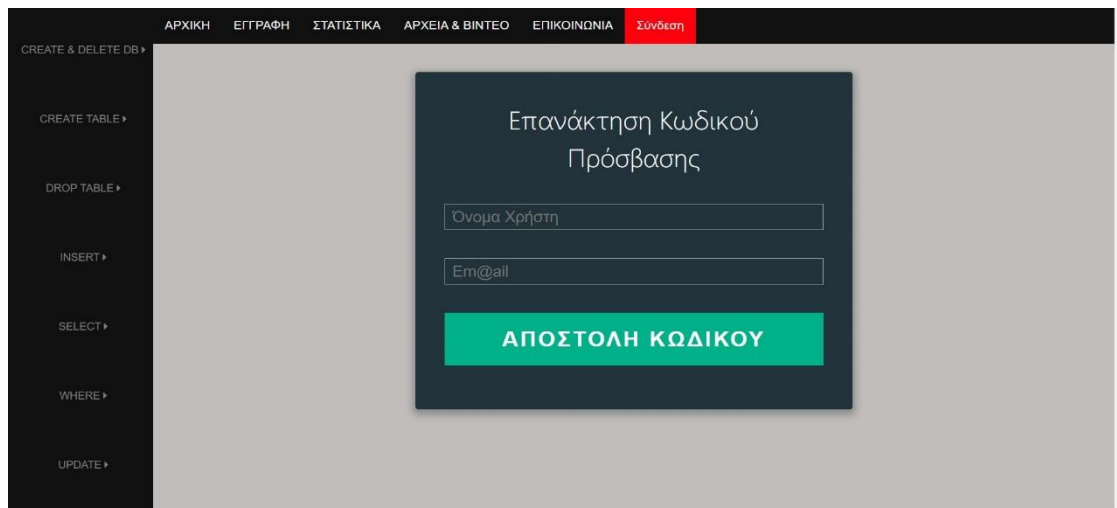 ΑΡΧΙΚΗ ΕΓΓΡΑΦΗ ΣΤΑΤΙΣΤΙΚΑ ΑΡΧΕΙΑ & ΒΙΝΤΕΟ ΕΠΙΚΟΙΝΩΝΙΑ Σύνδεση
CREATE & DELETE DB
CREATE TABLE
DROP TABLE
INSERT
SELECT
WHERE
UPDATE
Επανάκτηση Κωδικού
Πρόσβασης
Όνομα Χρήστη
Em@ail
ΑΠΟΣΤΟΛΗ ΚΩΔΙΚΟΥ